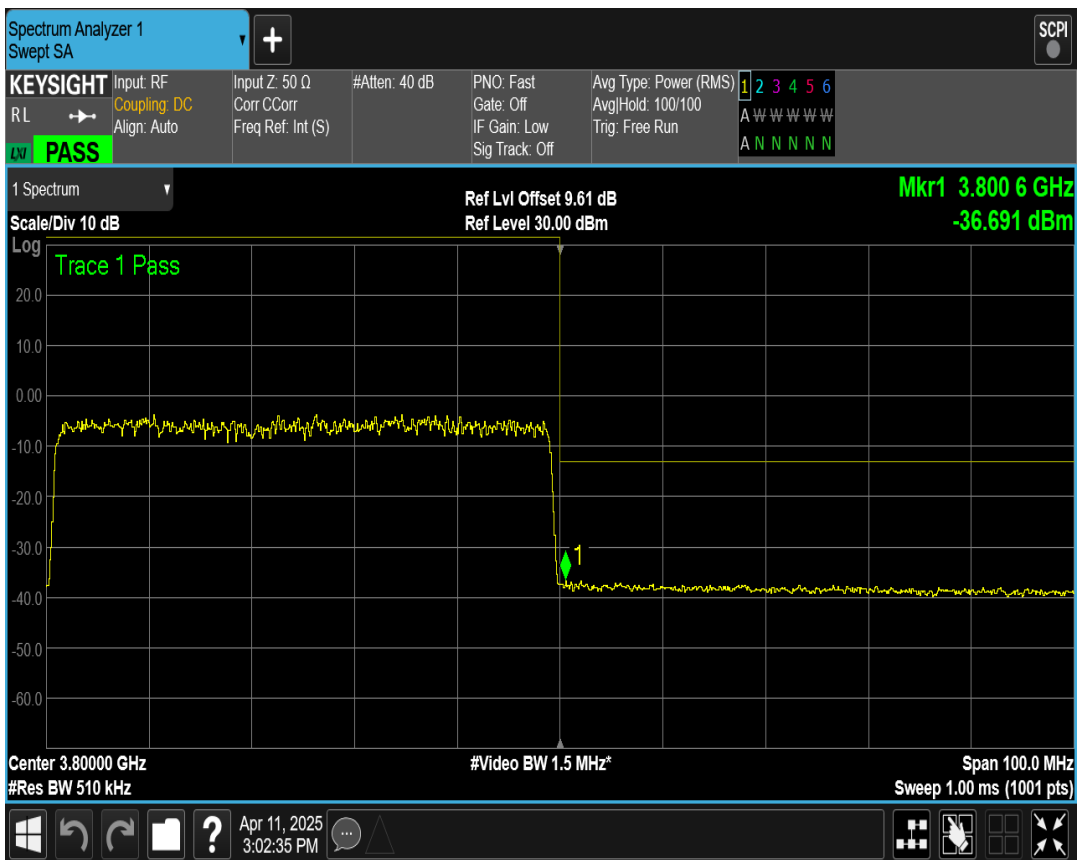 Spectrum Analyzer 1
Swept SA
SCPI
KEYSIGHT
R L
LXI
PASS
Input: RF
Coupling: DC
Align: Auto
Input Z: 50 Ω
Corr CCorr
Freq Ref: Int (S)
#Atten: 40 dB
PNO: Fast
Gate: Off
IF Gain: Low
Sig Track: Off
Avg Type: Power (RMS)
Avg|Hold: 100/100
Trig: Free Run
1 2 3 4 5 6
A W W W W W
A N N N N N
1 Spectrum
Ref Lvl Offset 9.61 dB
Mkr1 3.800 6 GHz
Scale/Div 10 dB
Ref Level 30.00 dBm
-36.691 dBm
Log
Trace 1 Pass
20.0
10.0
0.00
-10.0
-20.0
-30.0
1
-40.0
-50.0
-60.0
Center 3.80000 GHz
#Video BW 1.5 MHz*
Span 100.0 MHz
#Res BW 510 kHz
Sweep 1.00 ms (1001 pts)
?
Apr 11, 2025
3:02:35 PM